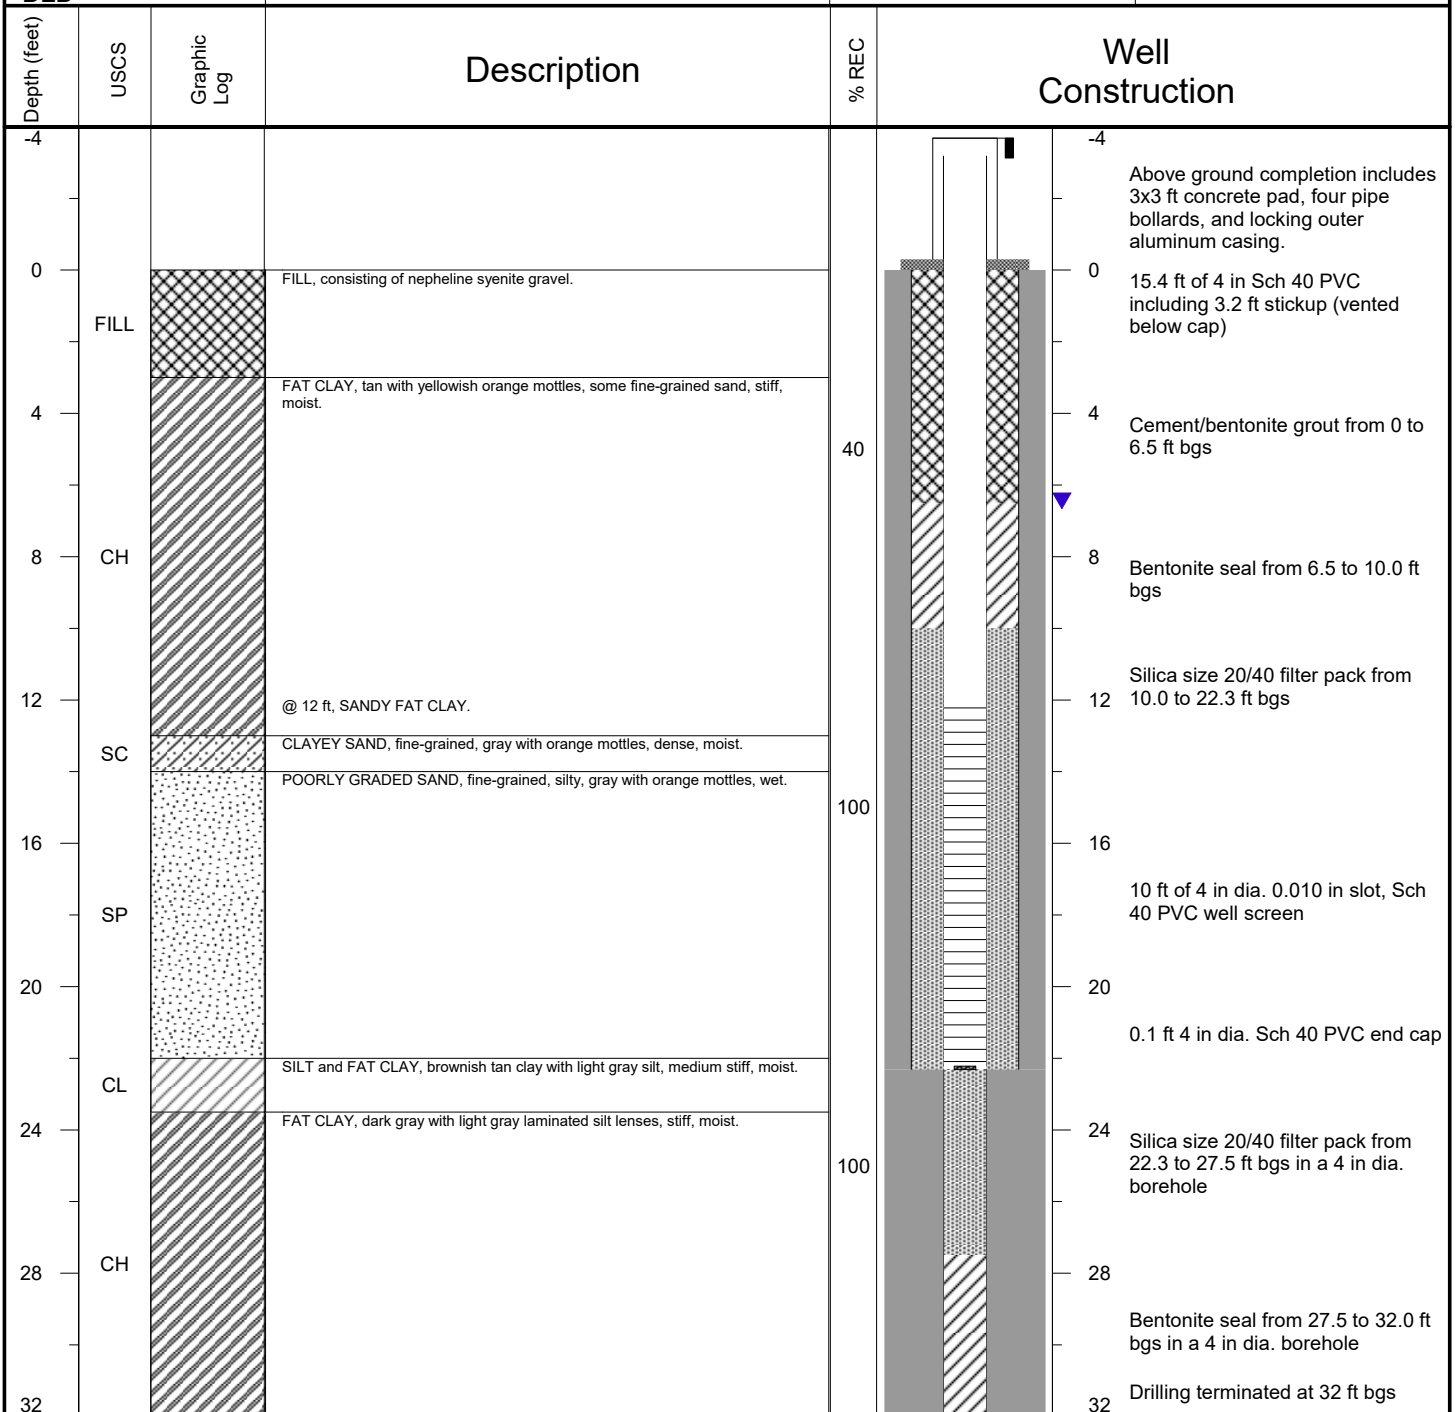 Depth (feet)
USCS
Graphic
Log
Description
% REC
Well
Construction
-4
-4
Above ground completion includes
3x3 ft concrete pad, four pipe
bollards, and locking outer
aluminum casing.
0
FILL, consisting of nepheline syenite gravel.
0
15.4 ft of 4 in Sch 40 PVC
including 3.2 ft stickup (vented
below cap)
FILL
FAT CLAY, tan with yellowish orange mottles, some fine-grained sand, stiff,
moist.
4
4
Cement/bentonite grout from 0 to
6.5 ft bgs
40
8
CH
8
Bentonite seal from 6.5 to 10.0 ft
bgs
Silica size 20/40 filter pack from
10.0 to 22.3 ft bgs
12
@ 12 ft, SANDY FAT CLAY.
12
SC
CLAYEY SAND, fine-grained, gray with orange mottles, dense, moist.
POORLY GRADED SAND, fine-grained, silty, gray with orange mottles, wet.
100
16
16
10 ft of 4 in dia. 0.010 in slot, Sch
40 PVC well screen
SP
20
20
0.1 ft 4 in dia. Sch 40 PVC end cap
SILT and FAT CLAY, brownish tan clay with light gray silt, medium stiff, moist.
CL
FAT CLAY, dark gray with light gray laminated silt lenses, stiff, moist.
24
24
Silica size 20/40 filter pack from
22.3 to 27.5 ft bgs in a 4 in dia.
borehole
100
CH
28
28
Bentonite seal from 27.5 to 32.0 ft
bgs in a 4 in dia. borehole
Drilling terminated at 32 ft bgs
32
32